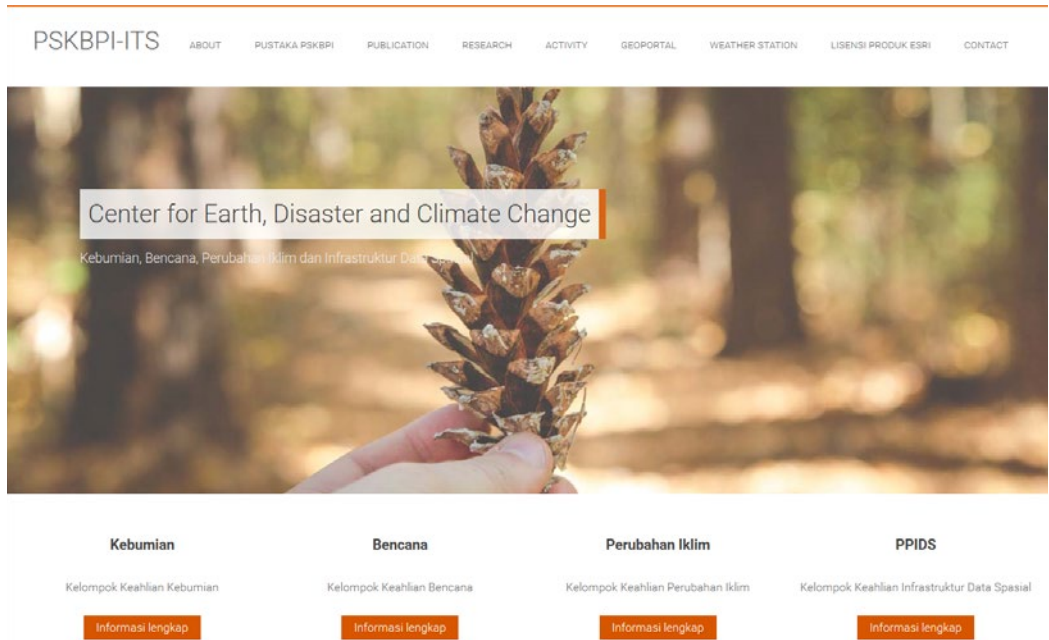 PSKBPI-ITS ABOUT PUSTAKA PSKBPI PUBLICATION RESEARCH ACTIVITY GEOPORTAL WEATHER STATION LISENSI PRODUK ESRI CONTACT
Center for Earth, Disaster and Climate Change
Kebumian, Bencana, Perubahan Iklim dan Infrastruktur Data Spasial
Kebumian Bencana Perubahan Iklim PPIDS
Kelompok Keahlian Kebumian Kelompok Keahlian Bencana Kelompok Keahlian Perubahan Iklim Kelompok Keahlian Infrastruktur Data Spasial
Informasi lengkap Informasi lengkap Informasi lengkap Informasi lengkap